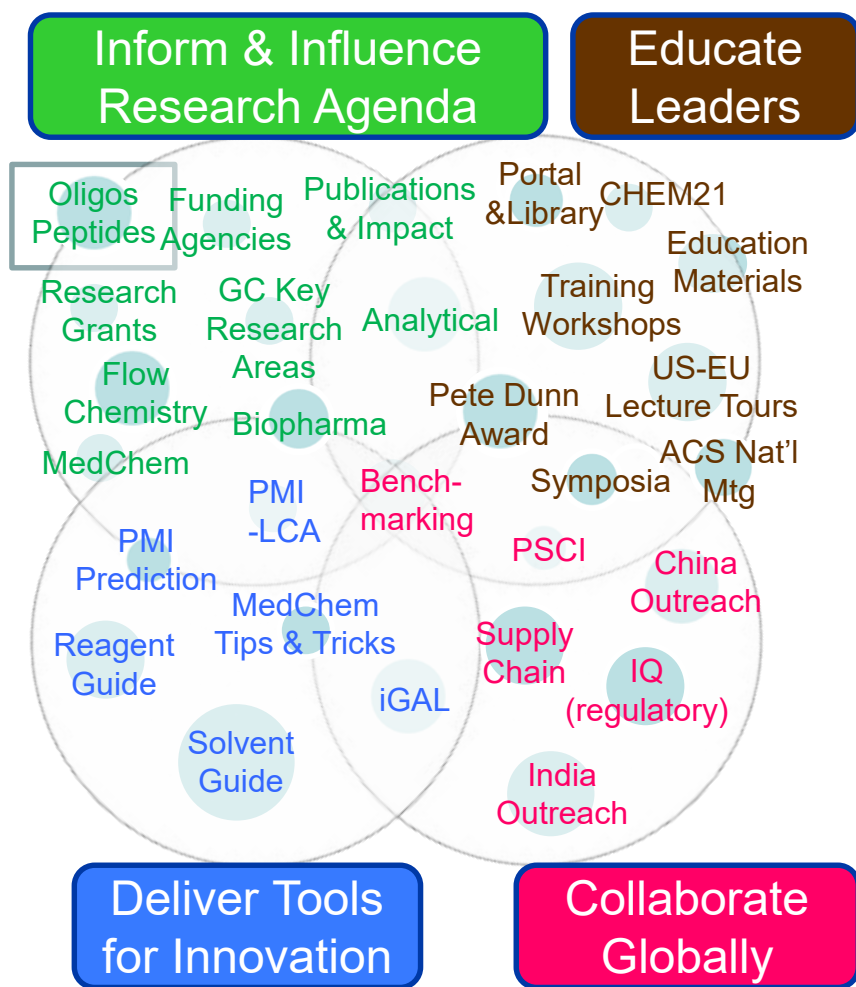 Inform & Influence
Research Agenda
Educate
Leaders
Oligos
Peptides
Funding
Agencies
Publications
& Impact
Portal
&Library
CHEM21
Education
Materials
Research
Grants
GC Key
Research
Areas
Analytical
Training
Workshops
Flow
Chemistry
Biopharma
Pete Dunn
Award
US-EU
Lecture Tours
MedChem
Symposia
ACS Nat’l
Mtg
PMI
-LCA
Bench-
marking
PMI
Prediction
PSCI
China
Outreach
MedChem
Tips & Tricks
Reagent
Guide
Supply
Chain
IQ
(regulatory)
iGAL
Solvent
Guide
India
Outreach
Deliver Tools
for Innovation
Collaborate
Globally